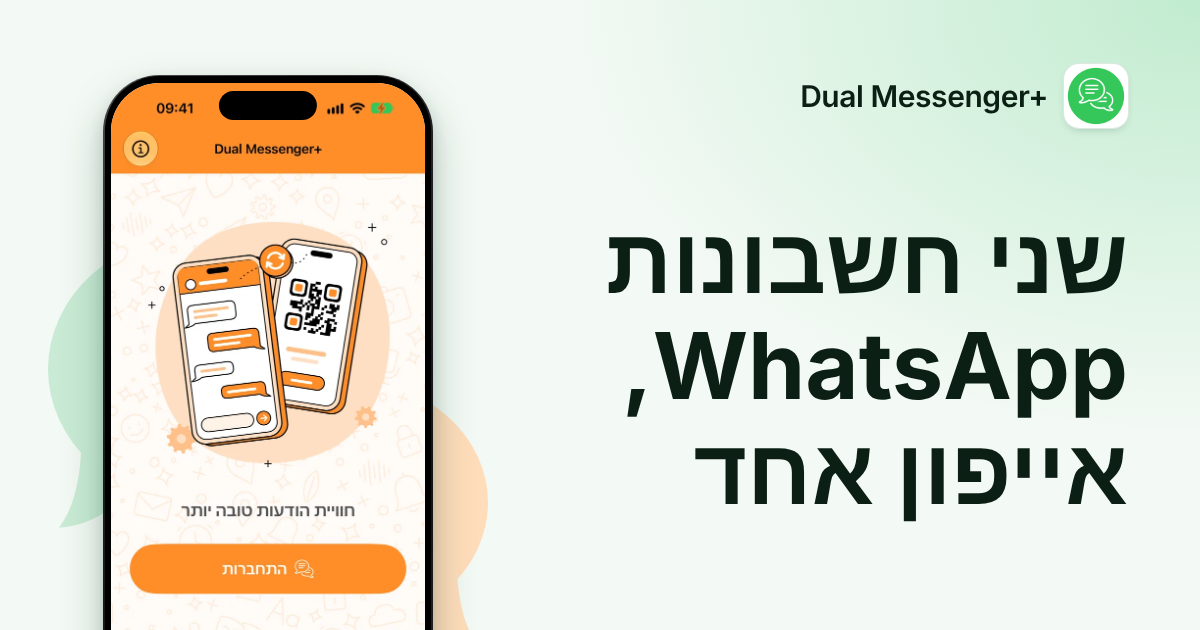 Dual Messenger+
שני חשבונות
WhatsApp,
אייפון אחד
09:41
Dual Messenger+
חוויית הודעות טובה יותר
התחברות